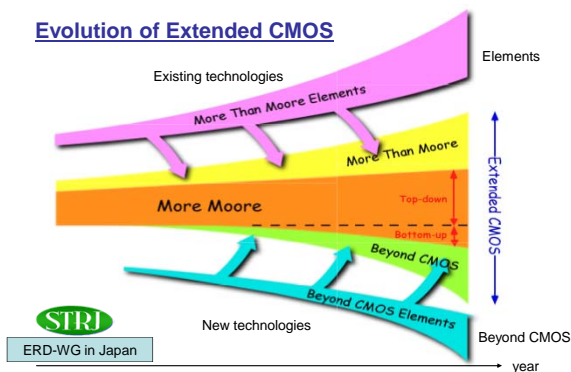 Evolution of Extended CMOS
Elements
Existing technologies
More Than Moore Elements
More Than Moore
Top-down
More Moore
Extended CMOS
Bottom-up
Beyond CMOS
Beyond CMOS Elements
New technologies
STRJ
ERD-WG in Japan
Beyond CMOS
year